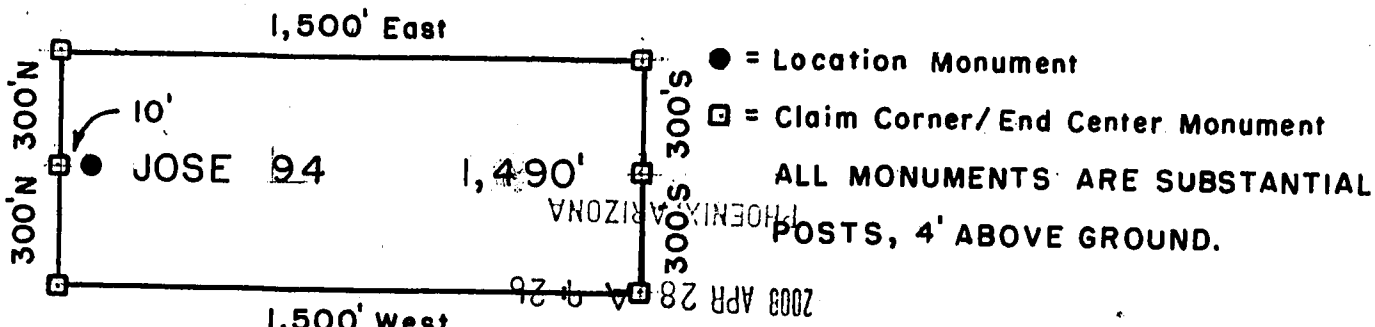 1,500' East
300'N
300'N
10'
JOSE 94
1,490'
300'S
300'S
1,500' West
● = Location Monument
⊡ = Claim Corner/End Center Monument
ALL MONUMENTS ARE SUBSTANTIAL
POSTS, 4' ABOVE GROUND.
PHOENIX, ARIZONA
2008 APR 28 A 9:26